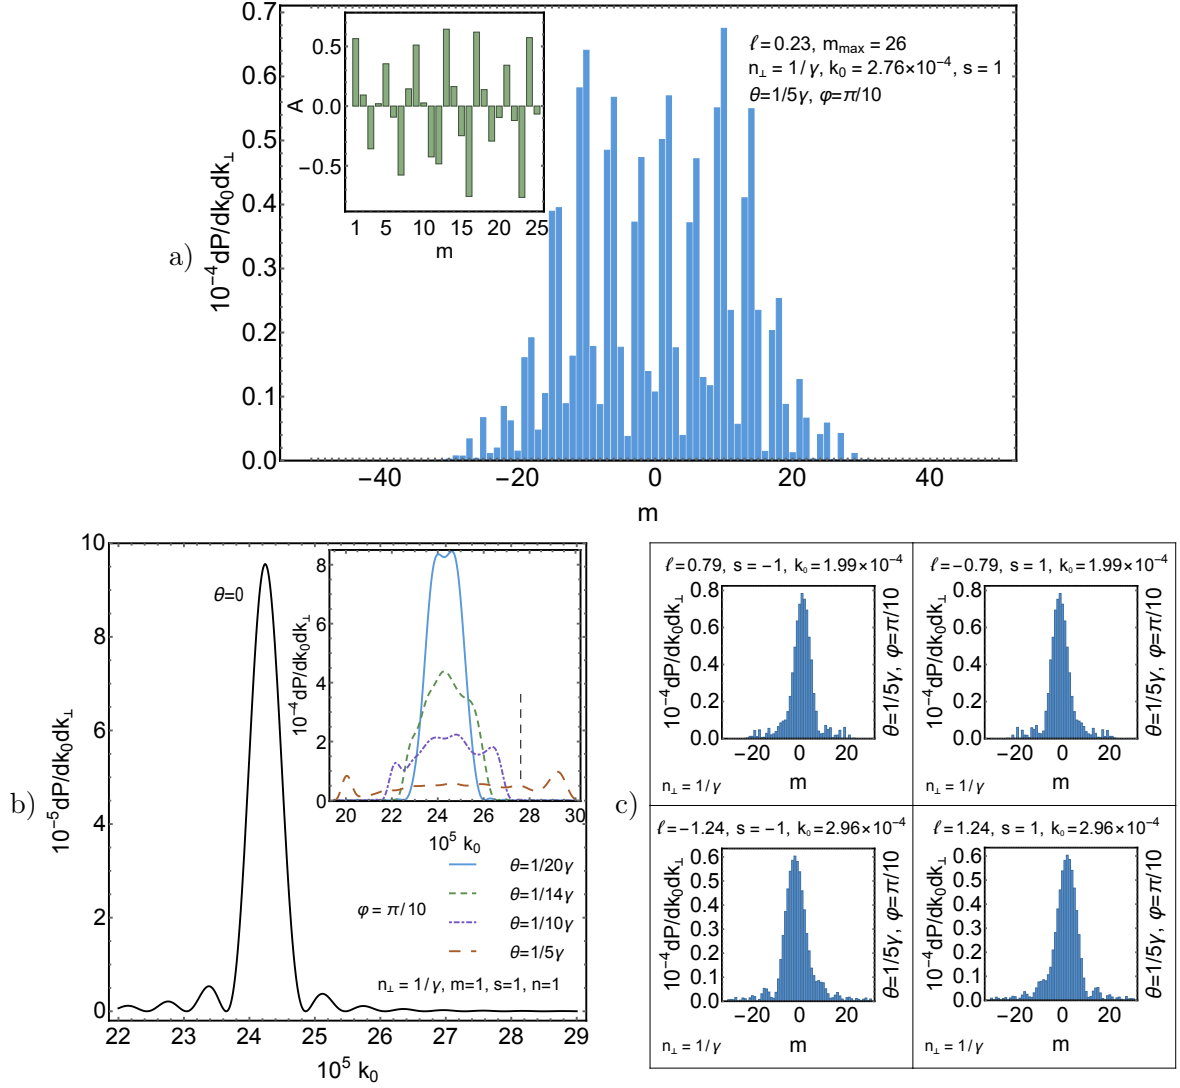 a)
10⁻⁴dP/dk₀dk⊥
0.7
0.6
0.5
0.4
0.3
0.2
0.1
0.0
−40 −20 0 20 40
m
A
0.5
0.0
−0.5
1 5 10 15 20 25
m
ℓ=0.23, mmax = 26
n⊥ = 1/γ, k₀ = 2.76×10⁻⁴, s = 1
θ=1/5γ, φ=π/10
b)
10⁻⁵dP/dk₀dk⊥
10
8
6
4
2
0
22 23 24 25 26 27 28 29
10⁵ k₀
θ=0
10⁻⁴dP/dk₀dk⊥
8
6
4
2
0
20 22 24 26 28 30
10⁵ k₀
φ = π/10
θ=1/20γ
θ=1/14γ
θ=1/10γ
θ=1/5γ
n⊥ = 1/γ, m=1, s=1, n=1
c)
ℓ=0.79, s = −1, k₀ = 1.99×10⁻⁴
10⁻⁴dP/dk₀dk⊥
0.8
0.6
0.4
0.2
0.0
−20 0 20
m
θ=1/5γ, φ=π/10
n⊥ = 1/γ
ℓ=−0.79, s = 1, k₀ = 1.99×10⁻⁴
10⁻⁴dP/dk₀dk⊥
0.8
0.6
0.4
0.2
0.0
−20 0 20
m
θ=1/5γ, φ=π/10
n⊥ = 1/γ
ℓ=−1.24, s = −1, k₀=2.96×10⁻⁴
10⁻⁴dP/dk₀dk⊥
0.6
0.5
0.4
0.3
0.2
0.1
0.0
−20 0 20
m
θ=1/5γ, φ=π/10
n⊥ = 1/γ
ℓ=1.24, s = 1, k₀=2.96×10⁻⁴
10⁻⁴dP/dk₀dk⊥
0.6
0.5
0.4
0.3
0.2
0.1
0.0
−20 0 20
m
θ=1/5γ, φ=π/10
n⊥ = 1/γ